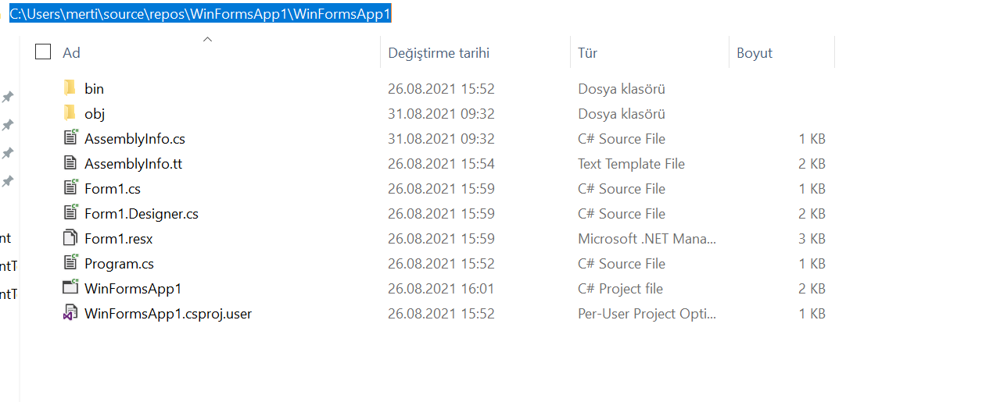 C:\Users\merti\source\repos\WinFormsApp1\WinFormsApp1
Ad Değiştirme tarihi Tür Boyut
bin 26.08.2021 15:52 Dosya klasörü
obj 31.08.2021 09:32 Dosya klasörü
AssemblyInfo.cs 31.08.2021 09:32 C# Source File 1 KB
AssemblyInfo.tt 26.08.2021 15:54 Text Template File 2 KB
Form1.cs 26.08.2021 15:59 C# Source File 1 KB
Form1.Designer.cs 26.08.2021 15:59 C# Source File 2 KB
nt Form1.resx 26.08.2021 15:59 Microsoft .NET Mana... 3 KB
ntT Program.cs 26.08.2021 15:52 C# Source File 1 KB
ntT WinFormsApp1 26.08.2021 16:01 C# Project file 2 KB
WinFormsApp1.csproj.user 26.08.2021 15:52 Per-User Project Opti... 1 KB